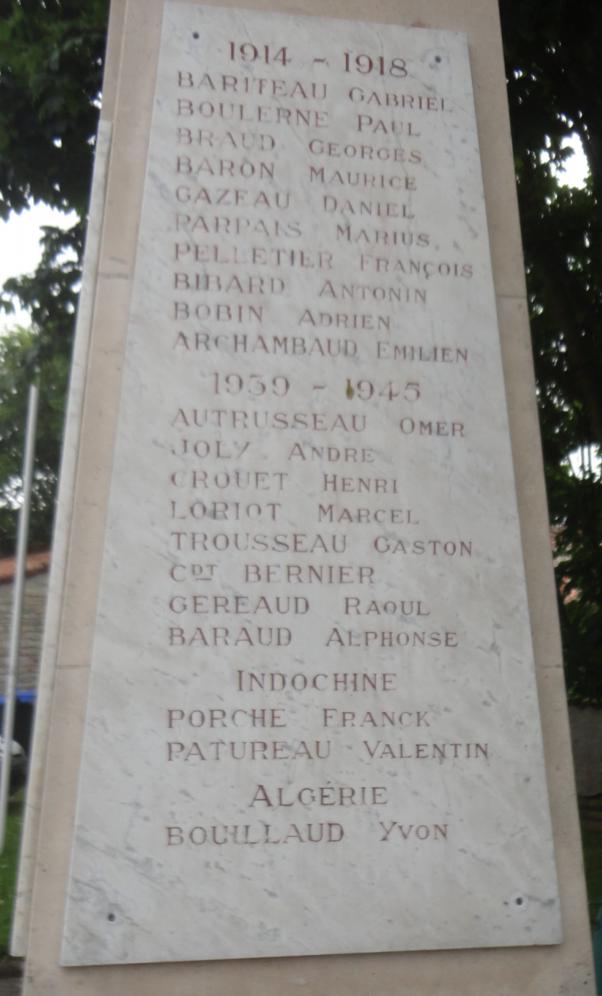 1914 - 1918
BARITEAU GABRIEL
BOULERNE PAUL
BRAUD GEORGES
BARON MAURICE
GAZEAU DANIEL
PARPAIS MARIUS
PELLETIER FRANÇOIS
BIBARD ANTONIN
BOBIN ADRIEN
ARCHAMBAUD EMILIEN
1939 - 1945
AUTRUSSEAU OMER
JOLY ANDRE
CROUET HENRI
LORIOT MARCEL
TROUSSEAU GASTON
CDT BERNIER
GEREAUD RAOUL
BARAUD ALPHONSE
INDOCHINE
PORCHE FRANCK
PATUREAU VALENTIN
ALGÉRIE
BOUILLAUD YVON